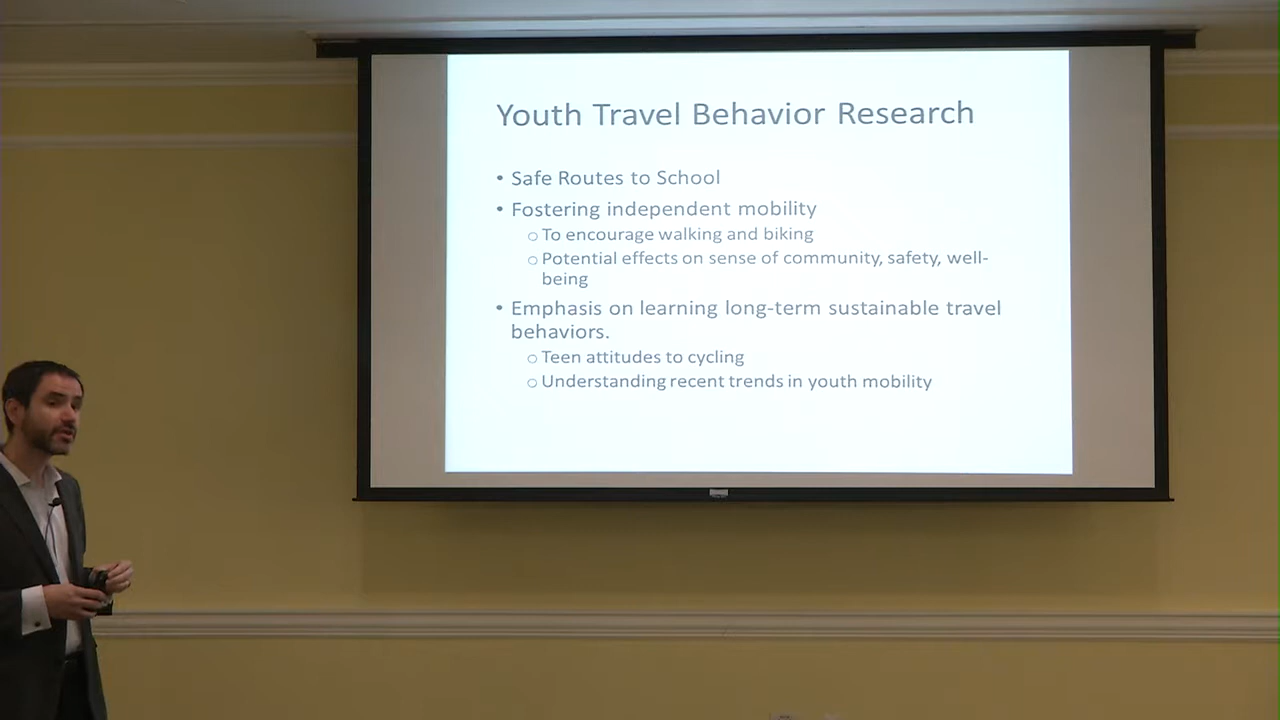 Youth Travel Behavior Research
• Safe Routes to School
• Fostering independent mobility
○ To encourage walking and biking
○ Potential effects on sense of community, safety, well-
being
• Emphasis on learning long-term sustainable travel
behaviors.
○ Teen attitudes to cycling
○ Understanding recent trends in youth mobility